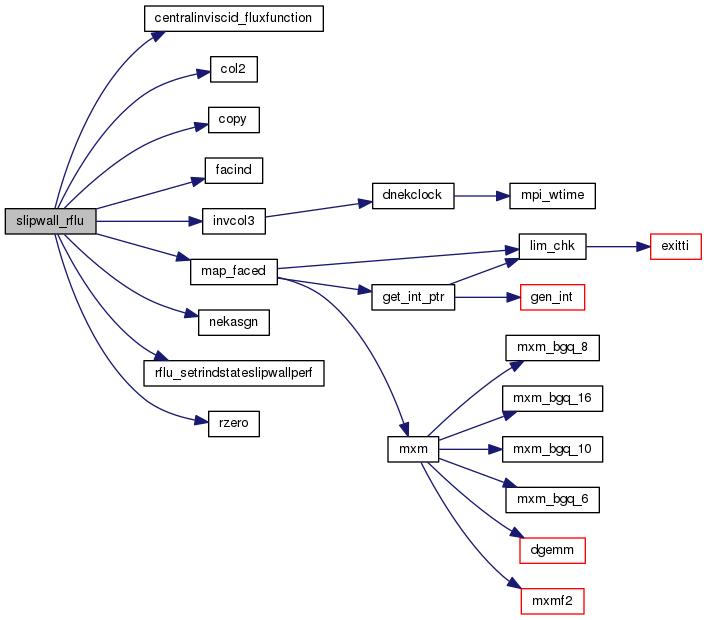 centralinviscid_fluxfunction
col2
copy
slipwall_rflu
facind
invcol3
dnekclock
mpi_wtime
map_faced
lim_chk
exitti
get_int_ptr
gen_int
nekasgn
mxm_bgq_8
rflu_setrindstateslipwallperf
mxm_bgq_16
rzero
mxm
mxm_bgq_10
mxm_bgq_6
dgemm
mxmf2